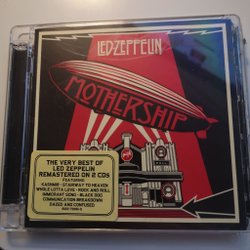 LED-ZEPPELIN
MOTHERSHIP
THE VERY BEST OF
LED ZEPPELIN
REMASTERED ON 2 CDs
FEATURING
KASHMIR · STAIRWAY TO HEAVEN
WHOLE LOTTA LOVE · ROCK AND ROLL
IMMIGRANT SONG · BLACK DOG
COMMUNICATION BREAKDOWN
DAZED AND CONFUSED